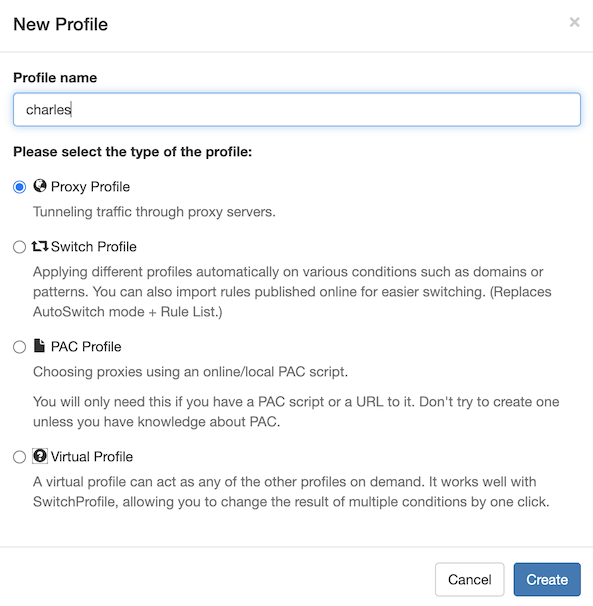 New Profile
×
Profile name
charles
Please select the type of the profile:
Proxy Profile
Tunneling traffic through proxy servers.
Switch Profile
Applying different profiles automatically on various conditions such as domains or
patterns. You can also import rules published online for easier switching. (Replaces
AutoSwitch mode + Rule List.)
PAC Profile
Choosing proxies using an online/local PAC script.
You will only need this if you have a PAC script or a URL to it. Don't try to create one
unless you have knowledge about PAC.
Virtual Profile
A virtual profile can act as any of the other profiles on demand. It works well with
SwitchProfile, allowing you to change the result of multiple conditions by one click.
Cancel
Create